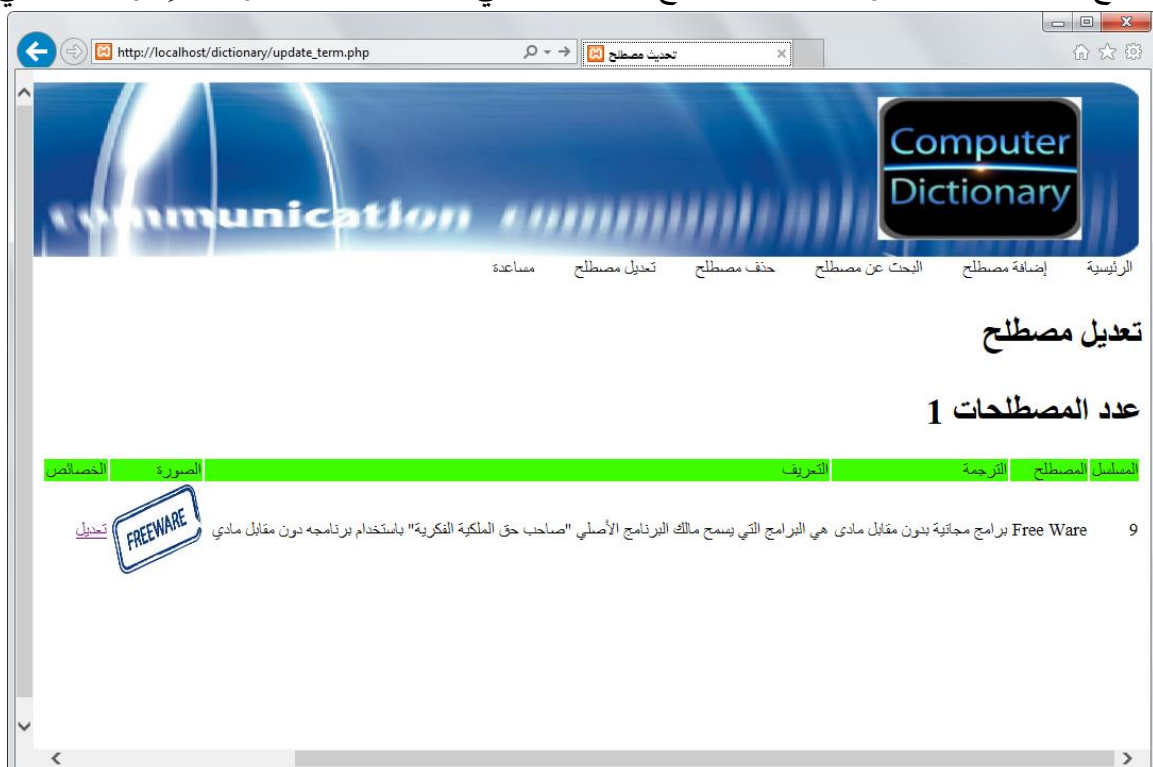 http://localhost/dictionary/update_term.php
تحديث مصطلح
Computer
Dictionary
communication
الرئيسية إضافة مصطلح البحث عن مصطلح حذف مصطلح تعديل مصطلح مساعدة
تعديل مصطلح
عدد المصطلحات 1
المسلسل المصطلح الترجمة التعريف الصورة الخصائص
9 Free Ware برامج مجانية بدون مقابل مادى هي البرامج التي يسمح مالك البرنامج الأصلي "صاحب حق الملكية الفكرية" باستخدام برنامجه دون مقابل مادي FREEWARE تعديل